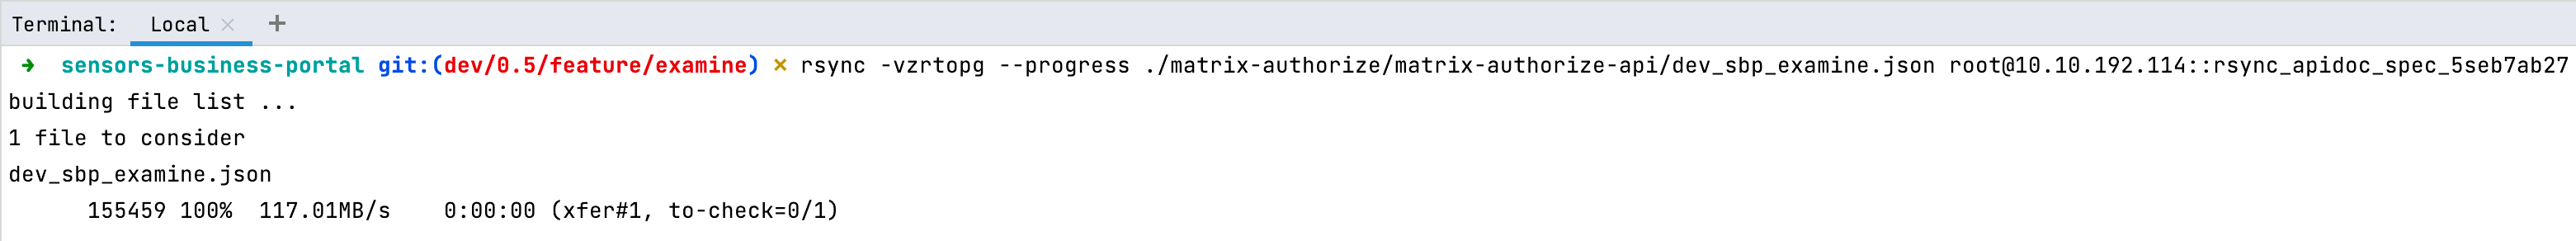 Terminal: Local × +
➜ sensors-business-portal git:(dev/0.5/feature/examine) ✗ rsync -vzrtopg --progress ./matrix-authorize/matrix-authorize-api/dev_sbp_examine.json root@10.10.192.114::rsync_apidoc_spec_5seb7ab27
building file list ...
1 file to consider
dev_sbp_examine.json
      155459 100%  117.01MB/s    0:00:00 (xfer#1, to-check=0/1)